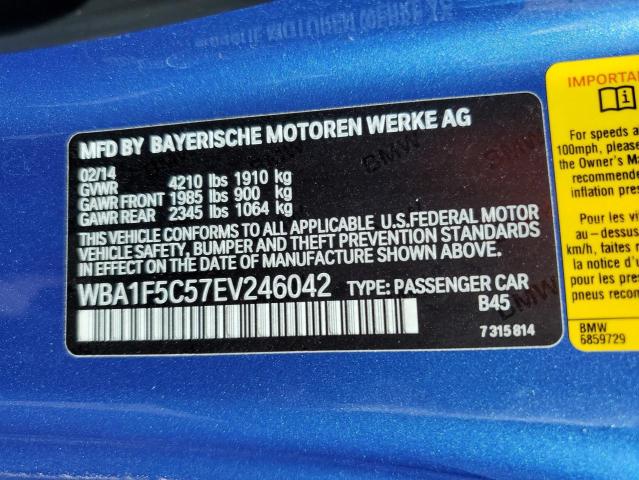 MFD BY BAYERISCHE MOTOREN WERKE AG
02/14
GVWR 4210 lbs 1910 kg
GAWR FRONT 1985 lbs 900 kg
GAWR REAR 2345 lbs 1064 kg
THIS VEHICLE CONFORMS TO ALL APPLICABLE U.S.FEDERAL MOTOR
VEHICLE SAFETY, BUMPER AND THEFT PREVENTION STANDARDS
IN EFFECT ON THE DATE OF MANUFACTURE SHOWN ABOVE.
WBA1F5C57EV246042 TYPE: PASSENGER CAR
B45
7 315 814
IMPORTA
For speeds a
100mph, please
the Owner's Ma
recommende
inflation pres
Pour les vi
au-dessus
km/h, faites
la notice d'u
pneus recom
BMW
6859729